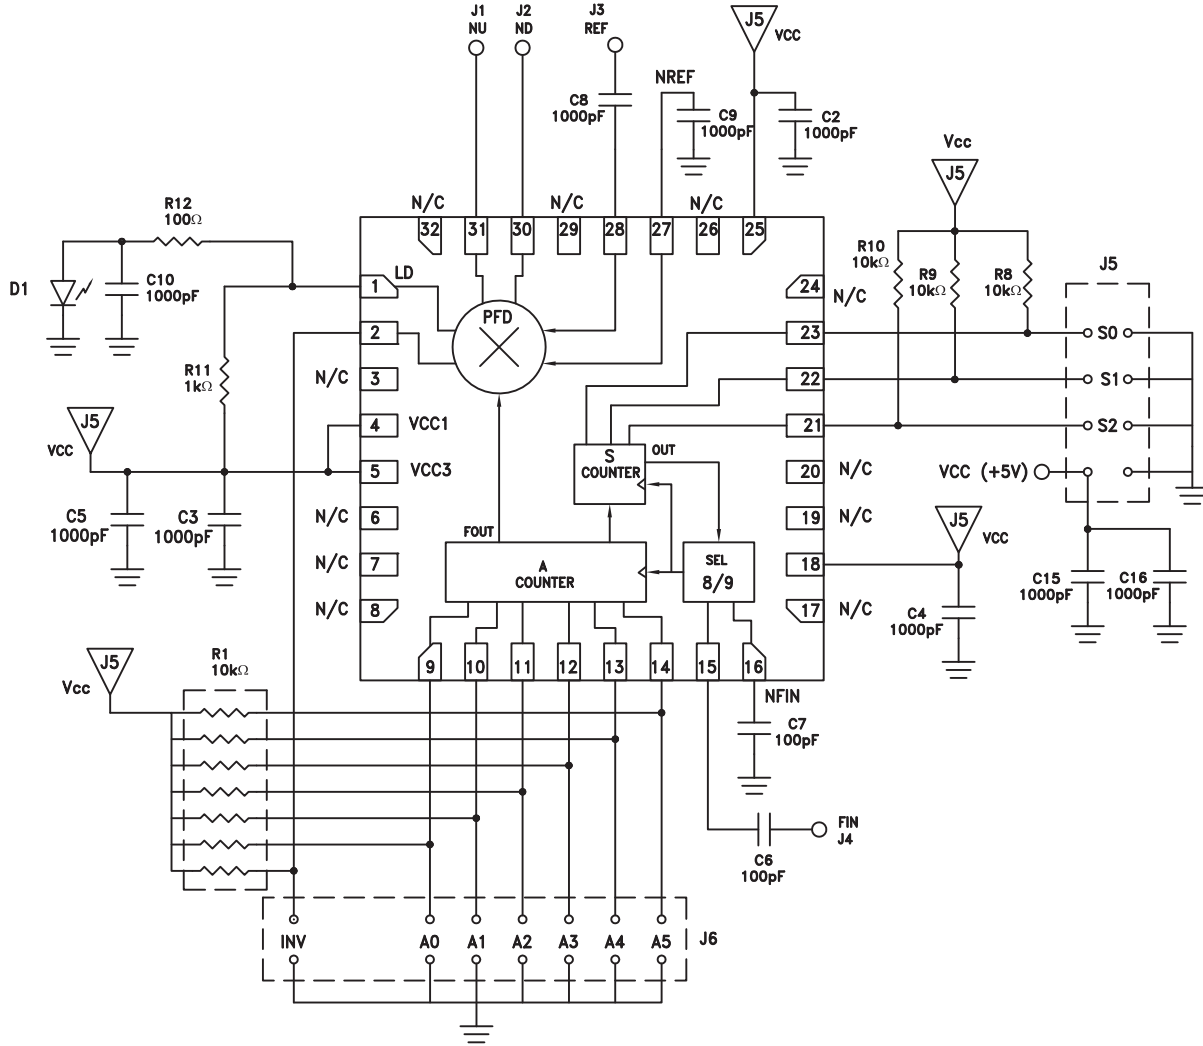 J1
NU
J2
ND
J3
REF
J5
VCC
C8
1000pF
NREF
C9
1000pF
C2
1000pF
Vcc
J5
R12
100Ω
N/C
N/C
N/C
32
31
30
29
28
27
26
25
D1
C10
1000pF
LD
1
PFD
24
N/C
R10
10kΩ
R9
10kΩ
R8
10kΩ
J5
2
23
S0
R11
1kΩ
N/C
3
22
S1
J5
VCC
4
VCC1
21
S2
5
VCC3
S
COUNTER
OUT
20
N/C
VCC (+5V)
C5
1000pF
C3
1000pF
N/C
6
19
N/C
J5
VCC
FOUT
N/C
7
A
COUNTER
SEL
8/9
18
C15
1000pF
C16
1000pF
N/C
8
17
N/C
C4
1000pF
J5
Vcc
R1
10kΩ
9
10
11
12
13
14
15
16
NFIN
C7
100pF
FIN
J4
C6
100pF
INV
A0
A1
A2
A3
A4
A5
J6